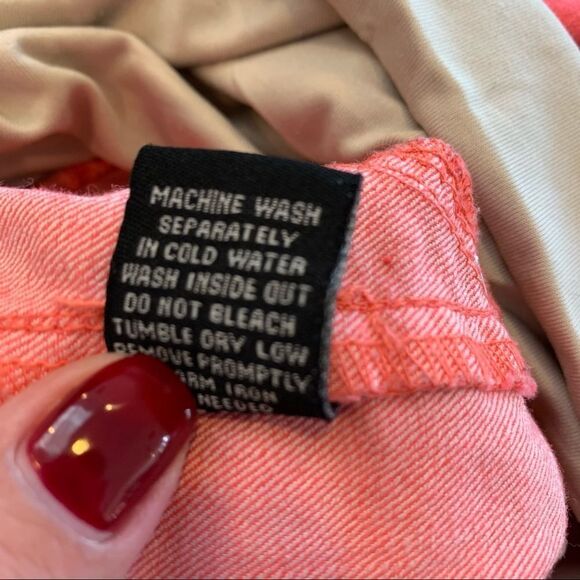 MACHINE WASH
SEPARATELY
IN COLD WATER
WASH INSIDE OUT
DO NOT BLEACH
TUMBLE DRY LOW
REMOVE PROMPTLY
WARM IRON
NEEDED